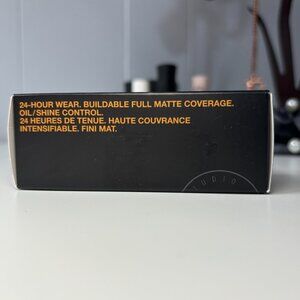 24-HOUR WEAR. BUILDABLE FULL MATTE COVERAGE.
OIL/SHINE CONTROL.
24 HEURES DE TENUE. HAUTE COUVRANCE
INTENSIFIABLE. FINI MAT.